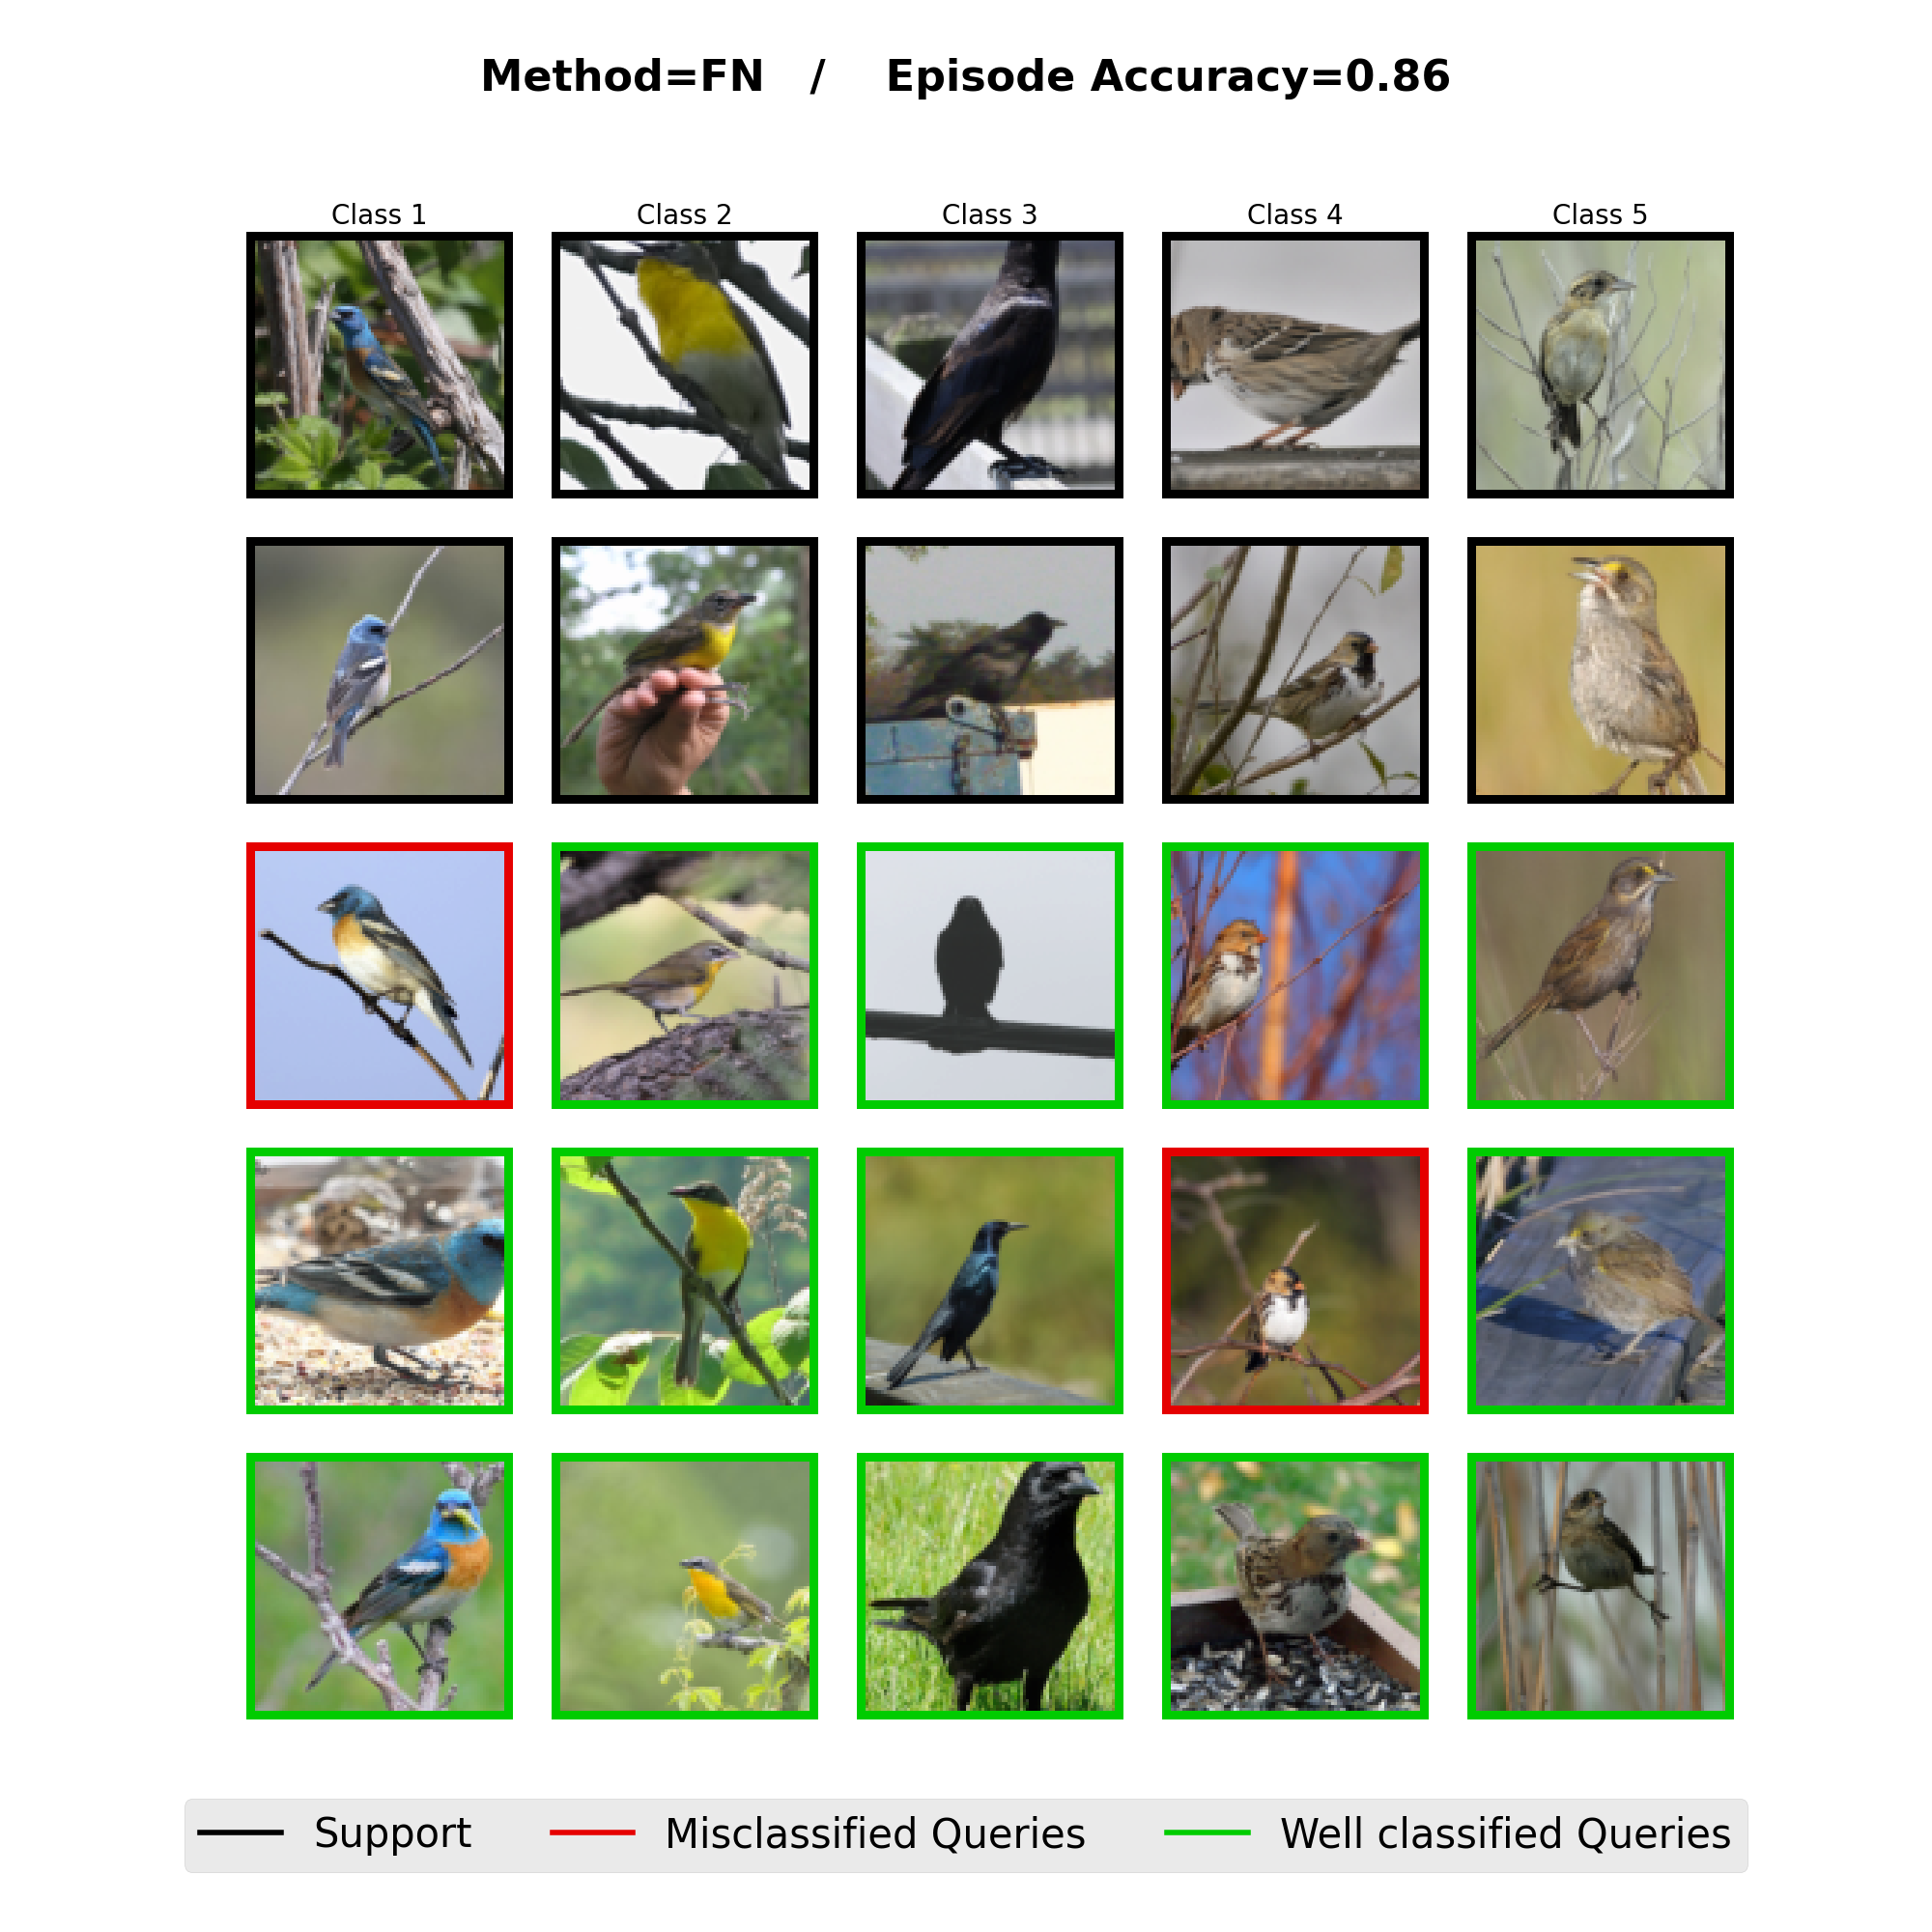 Method=FN / Episode Accuracy=0.86
Class 1 Class 2 Class 3 Class 4 Class 5
Support Misclassified Queries Well classified Queries